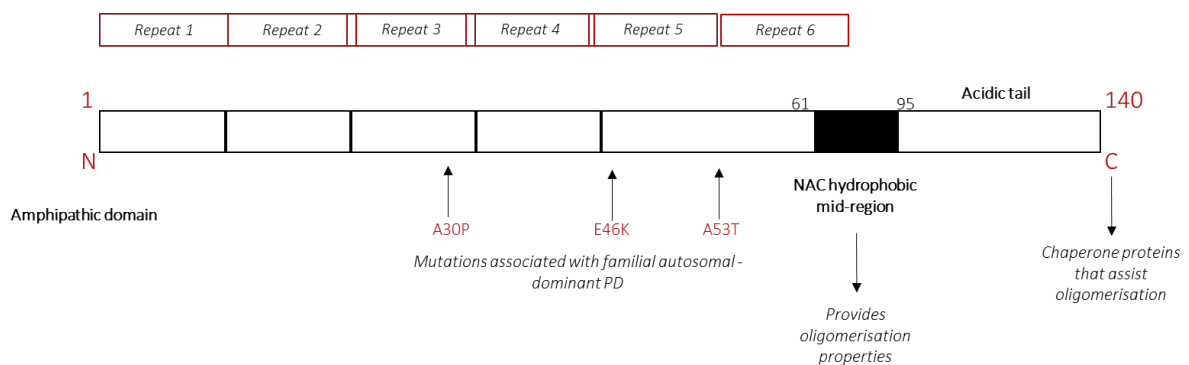 Repeat 1 Repeat 2 Repeat 3 Repeat 4 Repeat 5 Repeat 6
1 61 95 Acidic tail 140
N C
Amphipathic domain
NAC hydrophobic
mid-region
A30P E46K A53T
Mutations associated with familial autosomal-
dominant PD
Chaperone proteins
that assist
oligomerisation
Provides
oligomerisation
properties